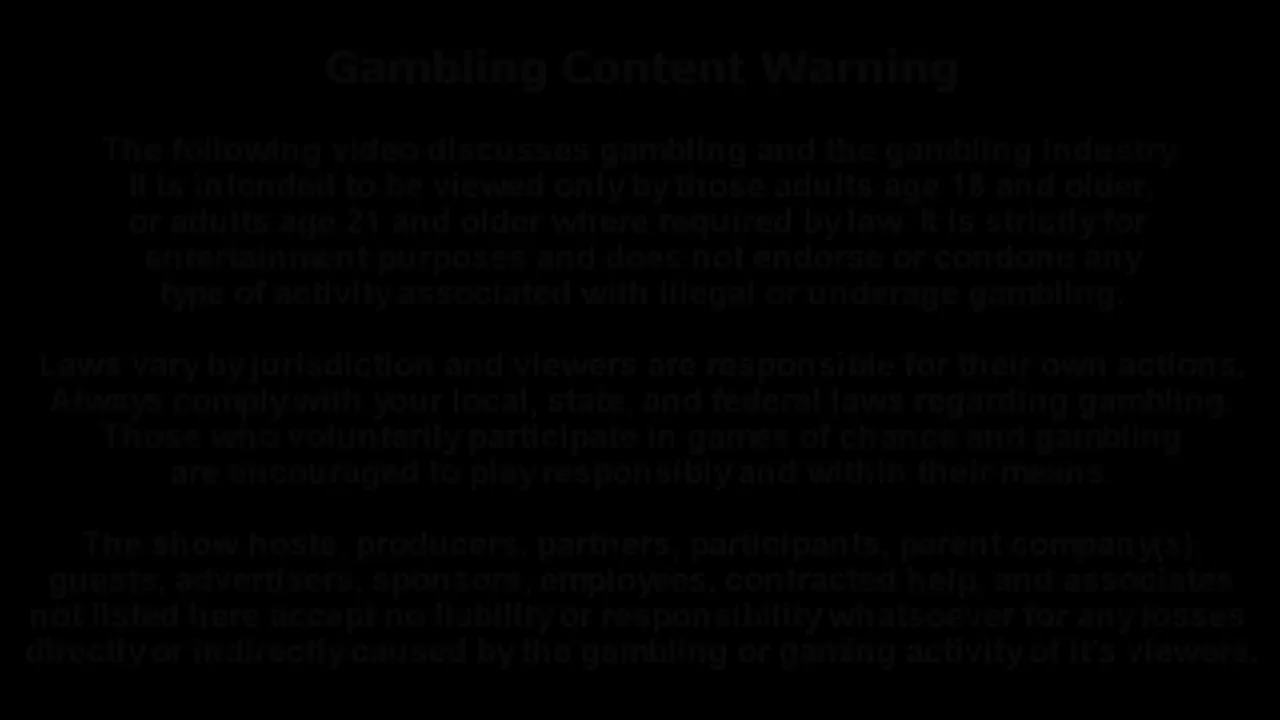 Gambling Content Warning
The following video discusses gambling and the gambling industry.
It is intended to be viewed only by those adults age 18 and older,
or adults age 21 and older where required by law. It is strictly for
entertainment purposes and does not endorse or condone any
type of activity associated with illegal or underage gambling.
Laws vary by jurisdiction and viewers are responsible for their own actions.
Always comply with your local, state, and federal laws regarding gambling.
Those who voluntarily participate in games of chance and gambling
are encouraged to play responsibly and within their means.
The show hosts, producers, partners, participants, parent company(s),
guests, advertisers, sponsors, employees, contracted help, and associates
not listed here accept no liability or responsibility whatsoever for any losses
directly or indirectly caused by the gambling or gaming activity of it's viewers.